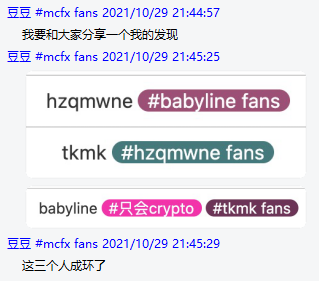 豆豆 #mcfx fans 2021/10/29 21:44:57
我要和大家分享一个我的发现
豆豆 #mcfx fans 2021/10/29 21:45:25
hzqmwne #babyline fans
tkmk #hzqmwne fans
babyline #只会crypto #tkmk fans
豆豆 #mcfx fans 2021/10/29 21:45:29
这三个人成环了